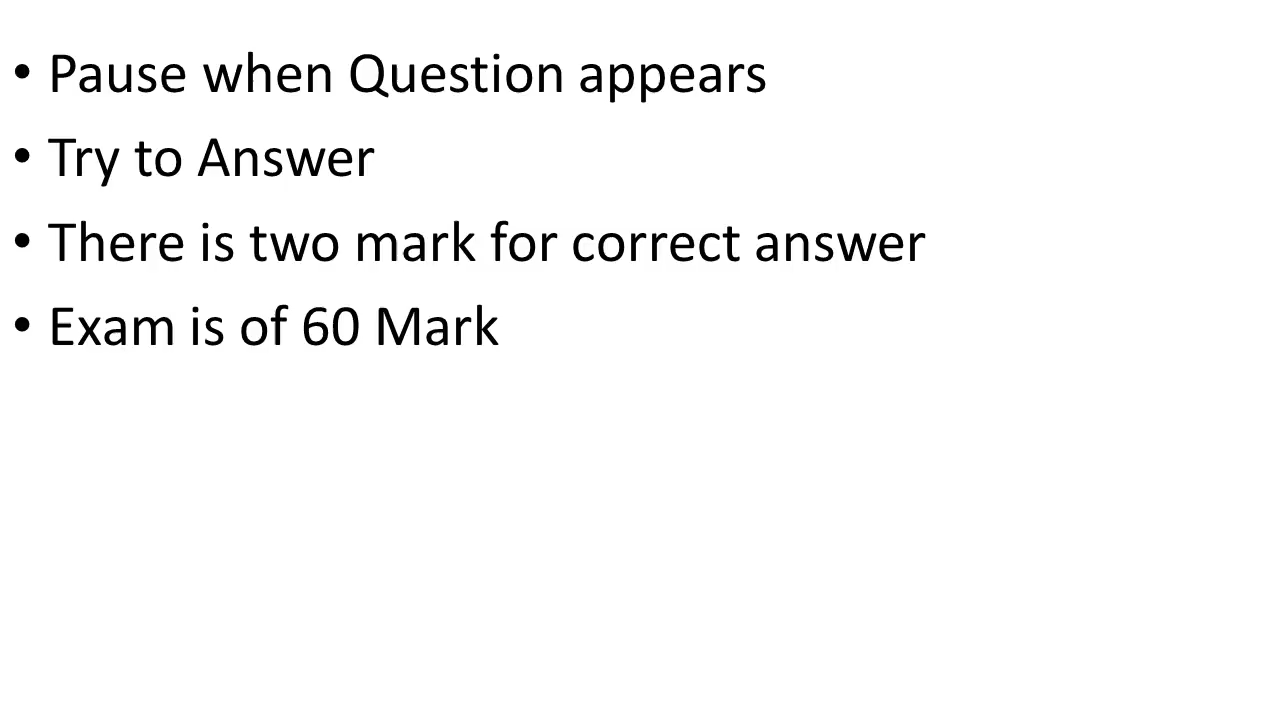 • Pause when Question appears
• Try to Answer
• There is two mark for correct answer
• Exam is of 60 Mark